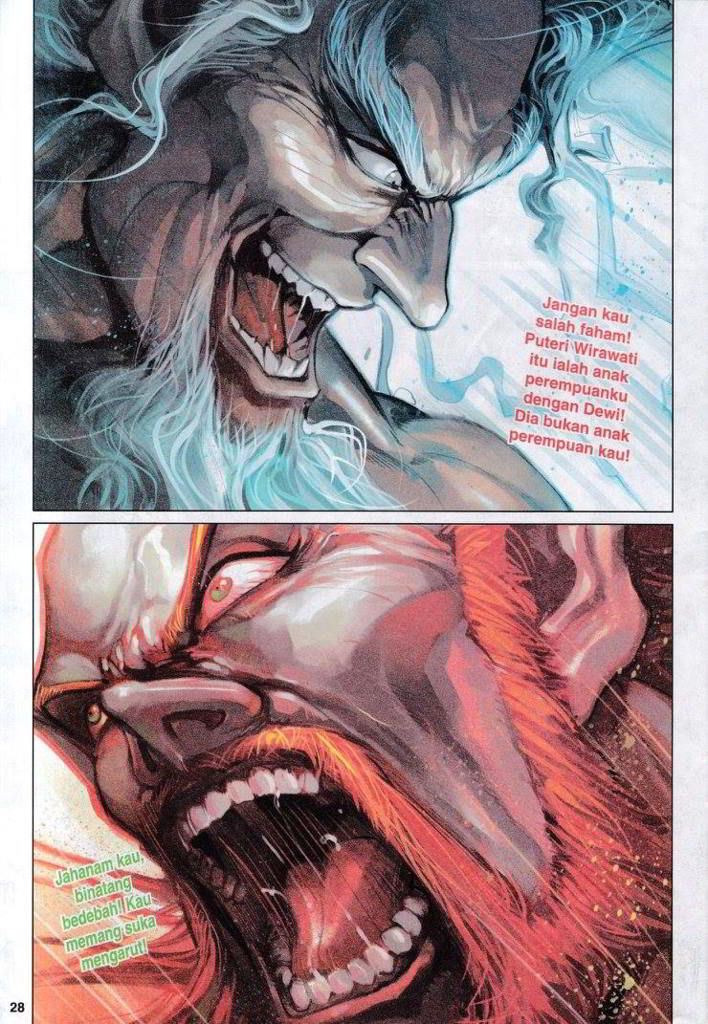 Jangan kau
salah faham!
Puteri Wirawati
itu ialah anak
perempuanku
dengan Dewi!
Dia bukan anak
perempuan kau!
Jahanam kau,
binatang
bedebah! Kau
memang suka
mengarut!
28